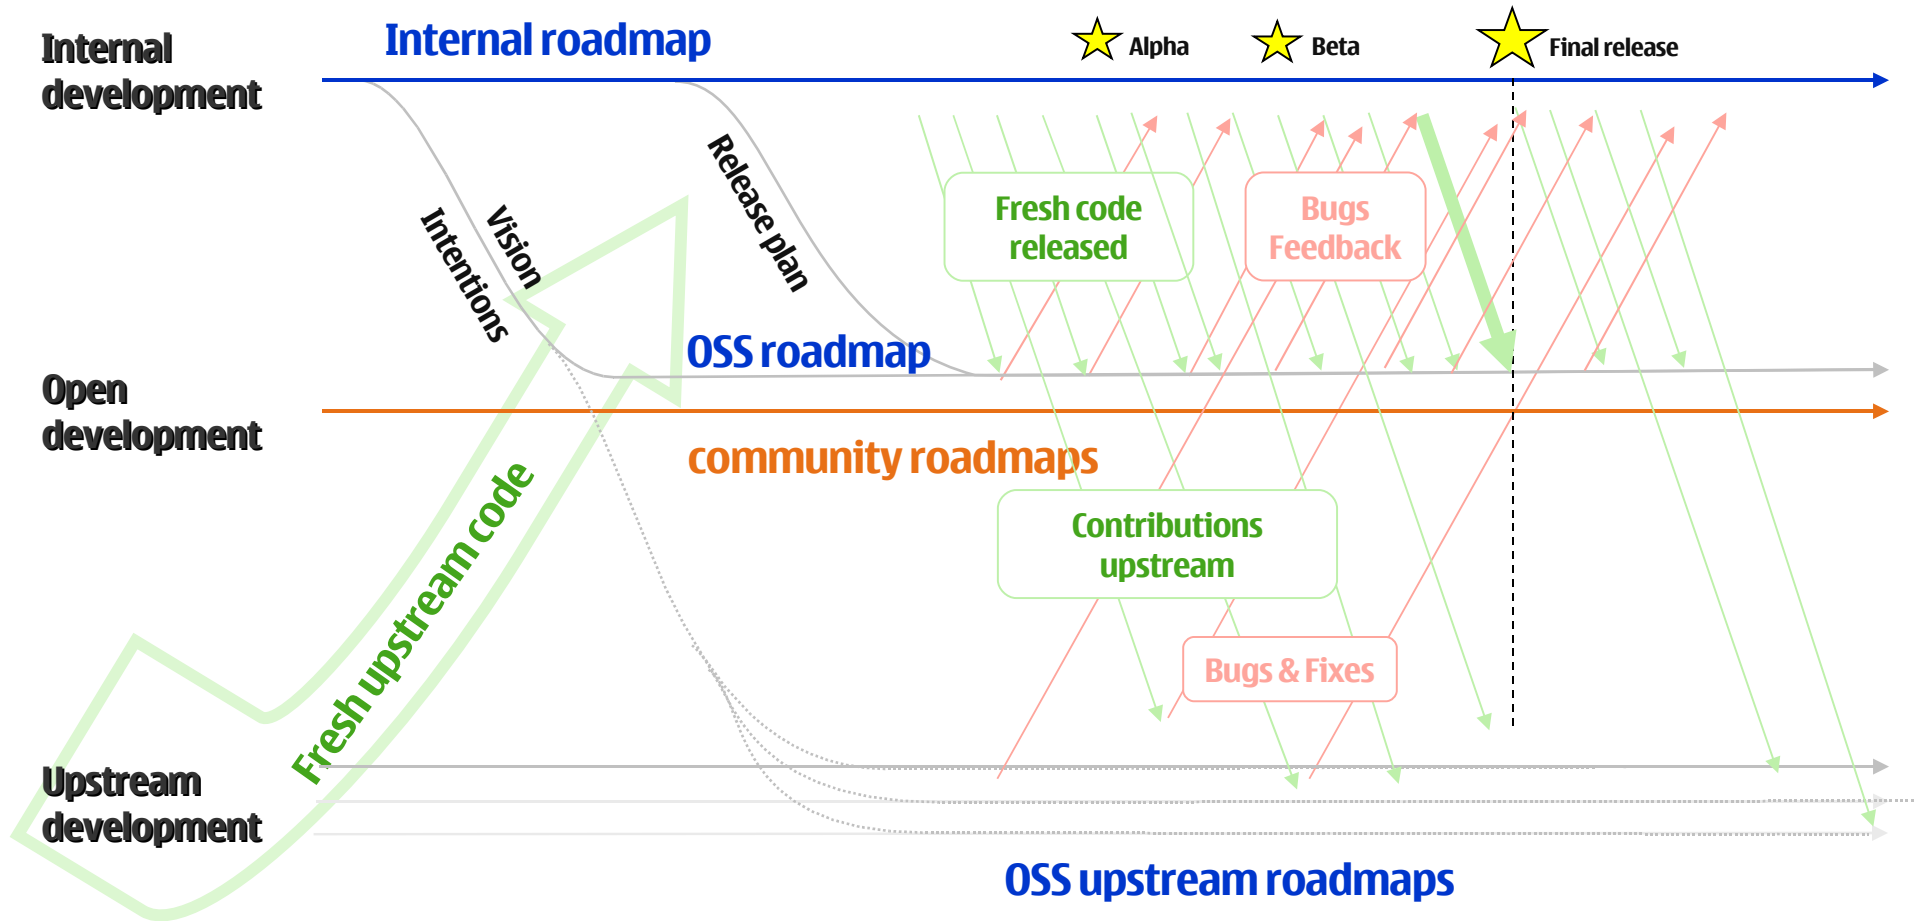 Internal
development
Internal roadmap
Alpha
Beta
Final release
Vision
Intentions
Release plan
Fresh code
released
Bugs
Feedback
OSS roadmap
Open
development
community roadmaps
Fresh upstream code
Contributions
upstream
Bugs & Fixes
Upstream
development
OSS upstream roadmaps